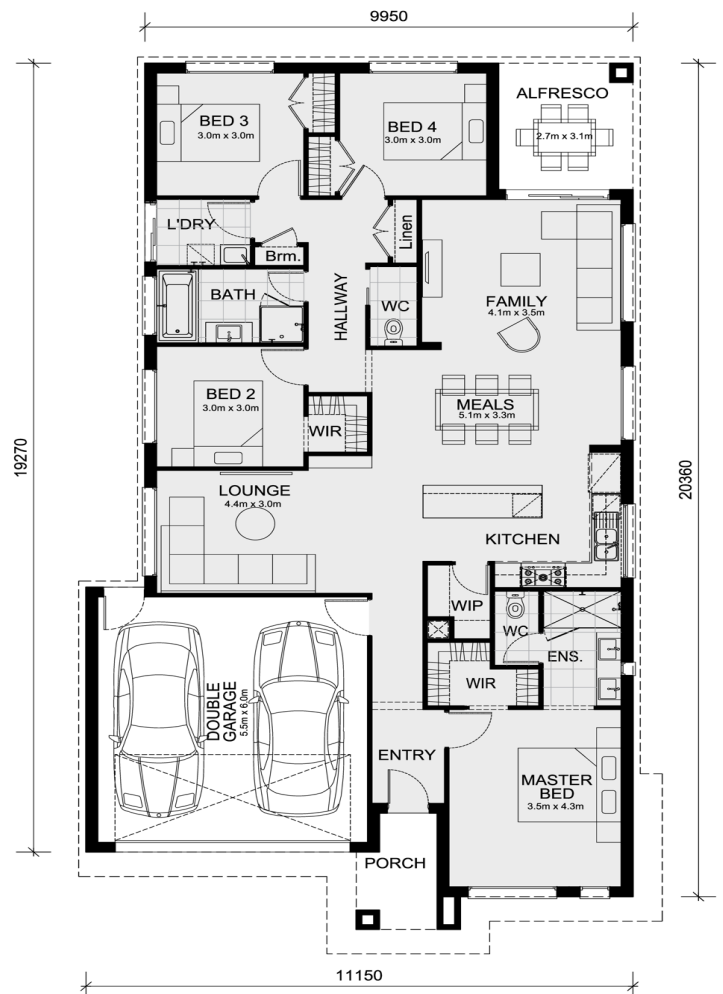 9950
BED 3
3.0m x 3.0m
BED 4
3.0m x 3.0m
ALFRESCO
2.7m x 3.1m
L'DRY
Brm.
Linen
BATH
HALLWAY
WC
FAMILY
4.1m x 3.5m
BED 2
3.0m x 3.0m
WIR
MEALS
5.1m x 3.3m
19270
20360
LOUNGE
4.4m x 3.0m
KITCHEN
WIP
WC
ENS.
WIR
DOUBLE
GARAGE
5.5m x 6.0m
ENTRY
MASTER
BED
3.5m x 4.3m
PORCH
11150